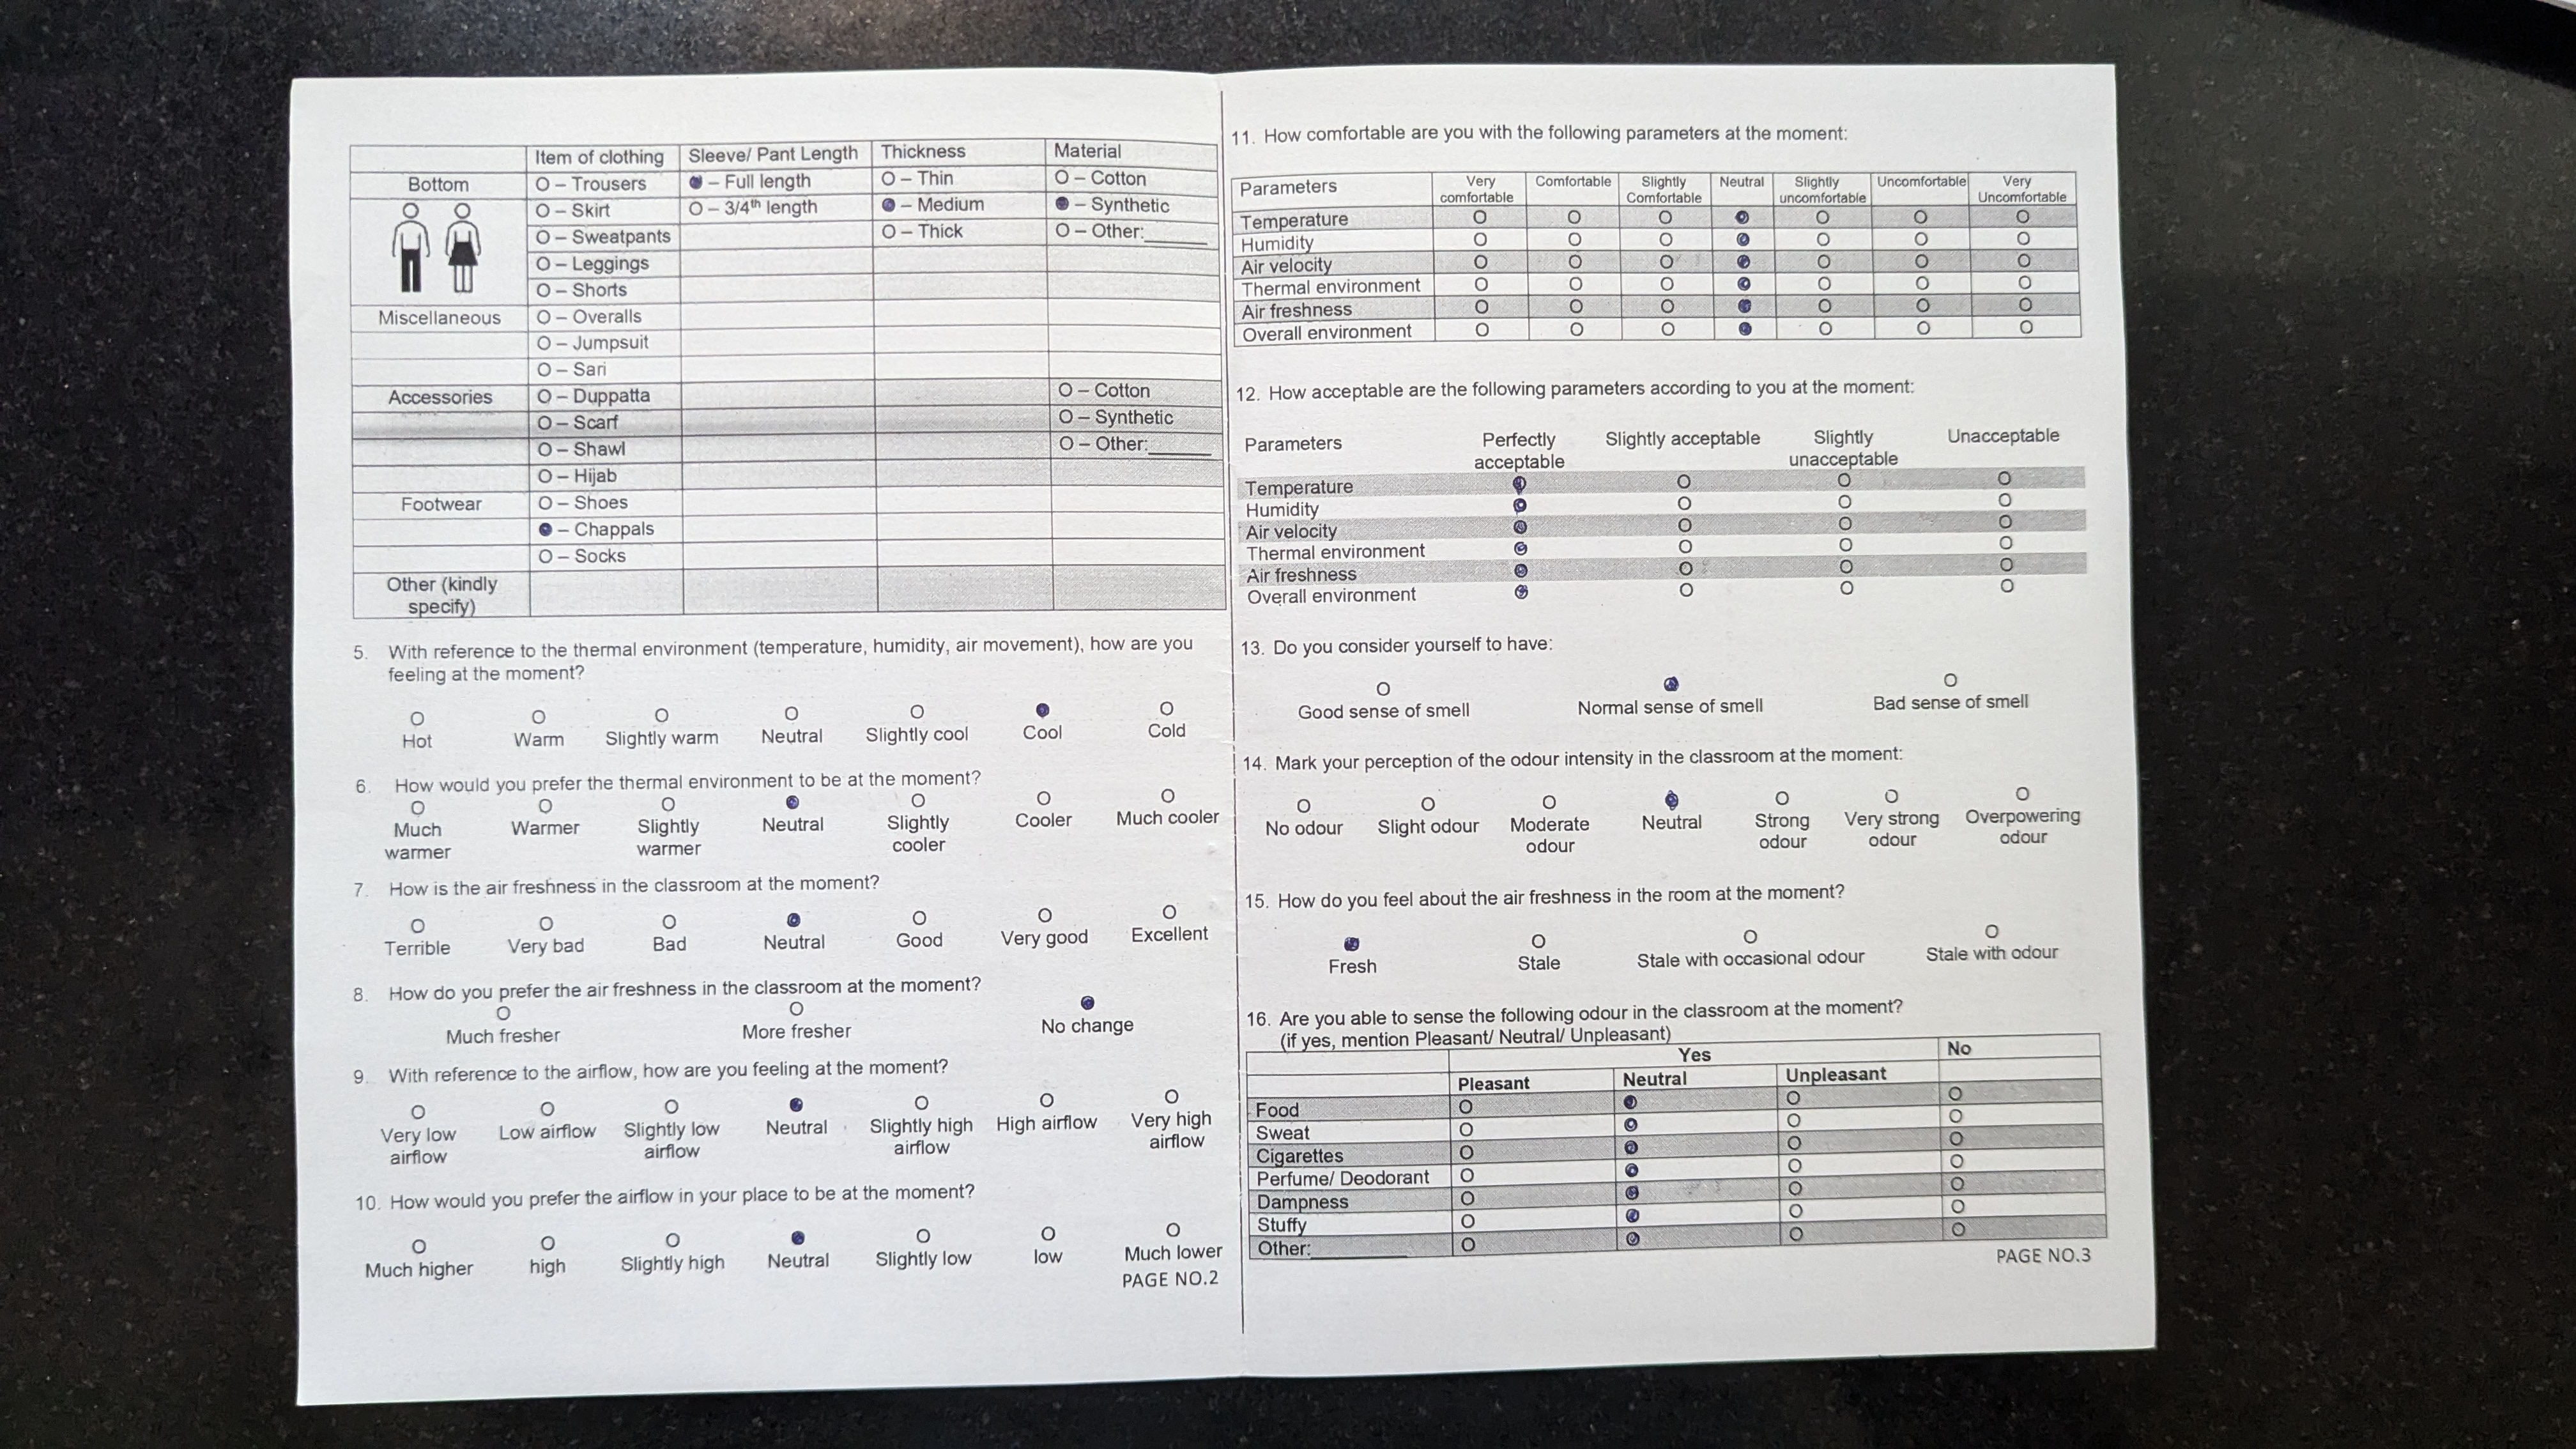 Item of clothing Sleeve/ Pant Length Thickness Material
Bottom O – Trousers ● – Full length O – Thin O – Cotton
O – Skirt O – 3/4th length ● – Medium ● – Synthetic
O – Sweatpants O – Thick O – Other:______
O – Leggings
O – Shorts
Miscellaneous O – Overalls
O – Jumpsuit
O – Sari
Accessories O – Duppatta O – Cotton
O – Scarf O – Synthetic
O – Shawl O – Other:______
O – Hijab
Footwear O – Shoes
● – Chappals
O – Socks
Other (kindly
specify)
5. With reference to the thermal environment (temperature, humidity, air movement), how are you
feeling at the moment?
O O O O O ● O
Hot Warm Slightly warm Neutral Slightly cool Cool Cold
6. How would you prefer the thermal environment to be at the moment?
O O O ● O O O
Much Warmer Slightly Neutral Slightly Cooler Much cooler
warmer warmer cooler
7. How is the air freshness in the classroom at the moment?
O O O ● O O O
Terrible Very bad Bad Neutral Good Very good Excellent
8. How do you prefer the air freshness in the classroom at the moment?
O O ●
Much fresher More fresher No change
9. With reference to the airflow, how are you feeling at the moment?
O O O ● O O O
Very low Low airflow Slightly low Neutral Slightly high High airflow Very high
airflow airflow airflow airflow
10. How would you prefer the airflow in your place to be at the moment?
O O O ● O O O
Much higher high Slightly high Neutral Slightly low low Much lower
PAGE NO.2
11. How comfortable are you with the following parameters at the moment:
Parameters Very Comfortable Slightly Neutral Slightly Uncomfortable Very
comfortable Comfortable uncomfortable Uncomfortable
Temperature O O O ● O O O
Humidity O O O ● O O O
Air velocity O O O ● O O O
Thermal environment O O O ● O O O
Air freshness O O O ● O O O
Overall environment O O O ● O O O
12. How acceptable are the following parameters according to you at the moment:
Parameters Perfectly Slightly acceptable Slightly Unacceptable
acceptable unacceptable
Temperature ● O O O
Humidity ● O O O
Air velocity ● O O O
Thermal environment ● O O O
Air freshness ● O O O
Overall environment ● O O O
13. Do you consider yourself to have:
O ● O
Good sense of smell Normal sense of smell Bad sense of smell
14. Mark your perception of the odour intensity in the classroom at the moment:
O O O ● O O O
No odour Slight odour Moderate Neutral Strong Very strong Overpowering
odour odour odour odour
15. How do you feel about the air freshness in the room at the moment?
● O O O
Fresh Stale Stale with occasional odour Stale with odour
16. Are you able to sense the following odour in the classroom at the moment?
(if yes, mention Pleasant/ Neutral/ Unpleasant)
Yes No
Pleasant Neutral Unpleasant
Food O ● O O
Sweat O ● O O
Cigarettes O ● O O
Perfume/ Deodorant O ● O O
Dampness O ● O O
Stuffy O ● O O
Other:_________ O ● O O
PAGE NO.3